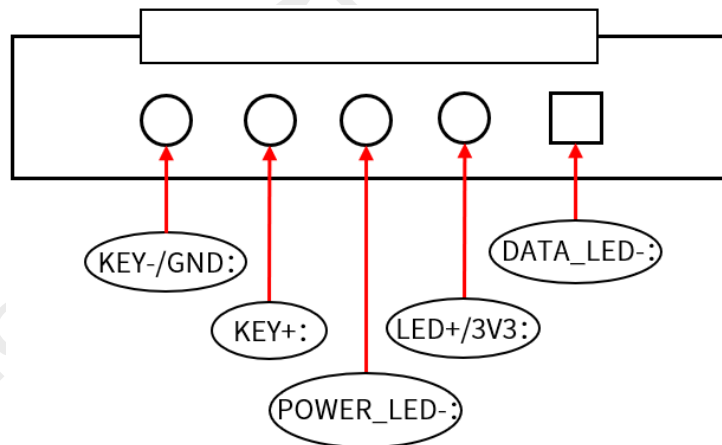 KEY-/GND:
KEY+:
POWER_LED-:
LED+/3V3:
DATA_LED-: